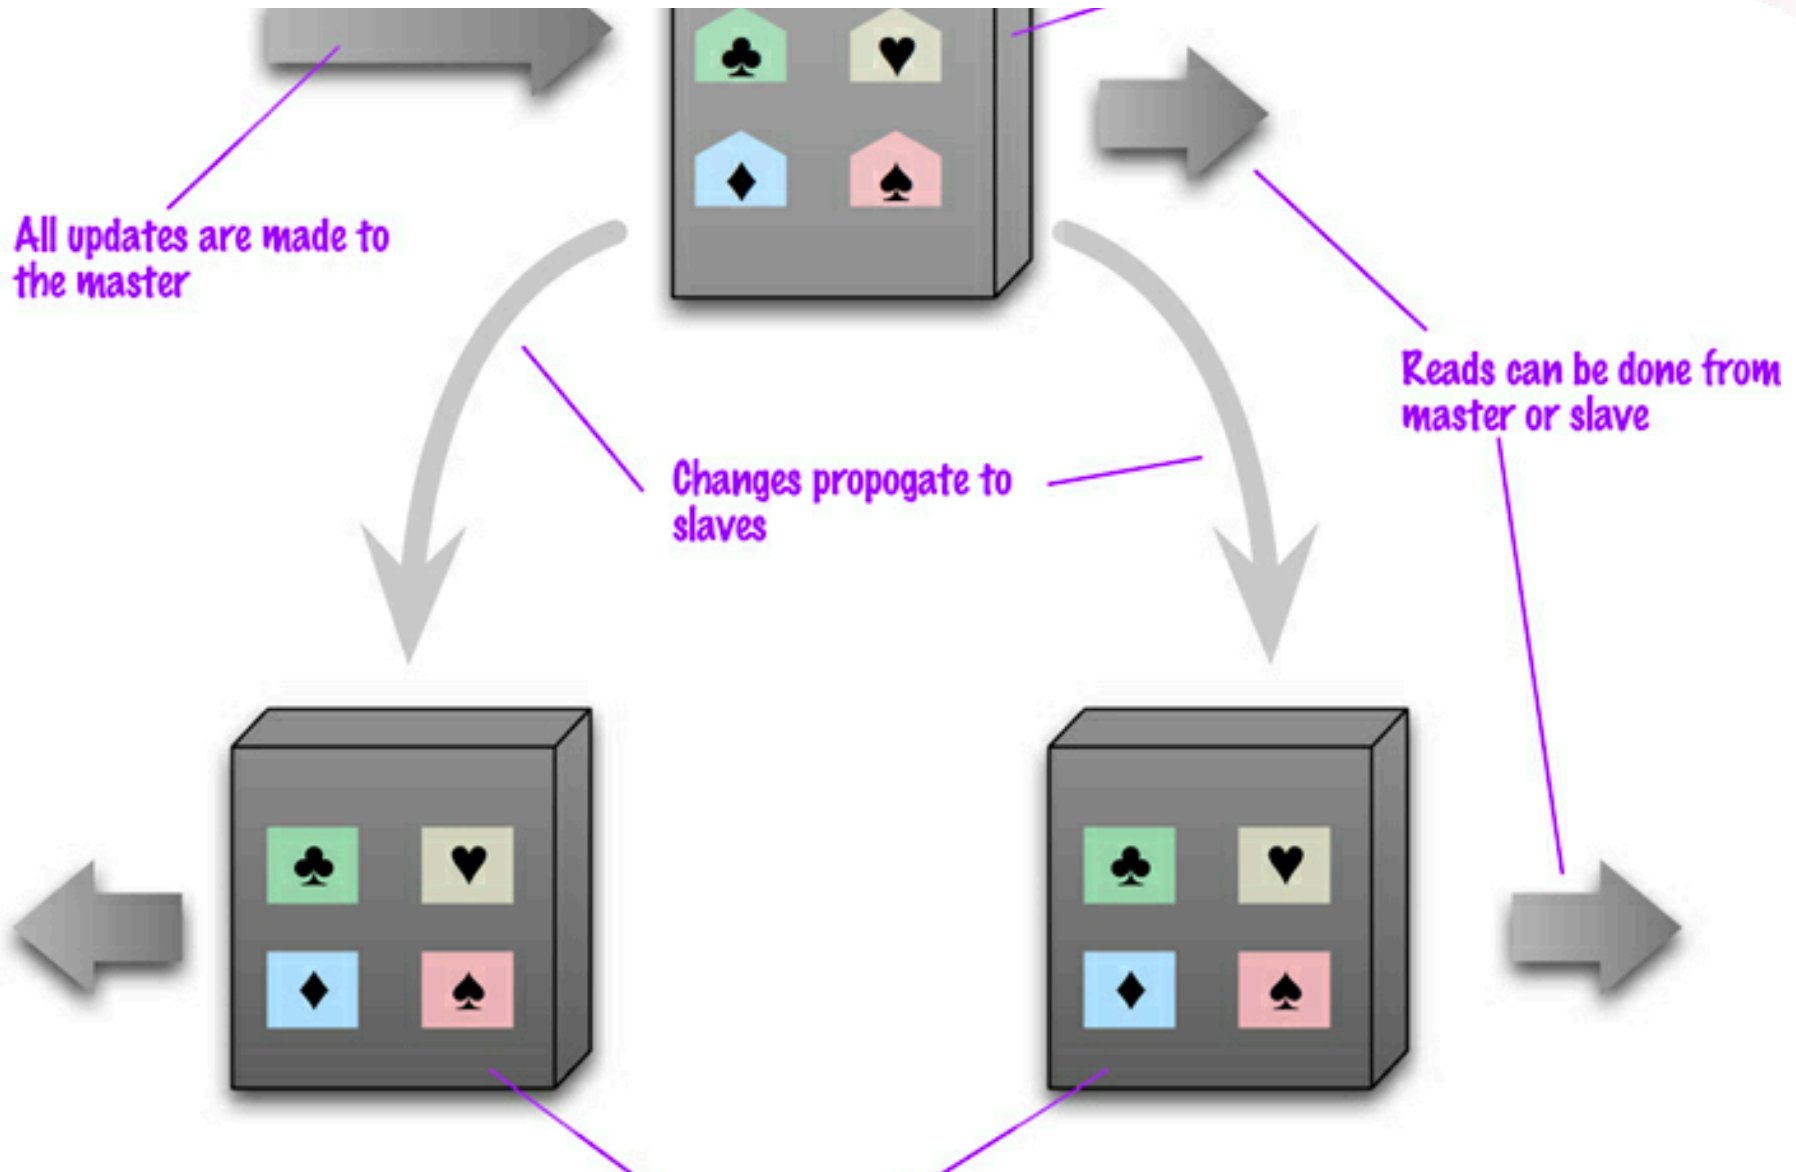 All updates are made to
the master
Reads can be done from
master or slave
Changes propogate to
slaves